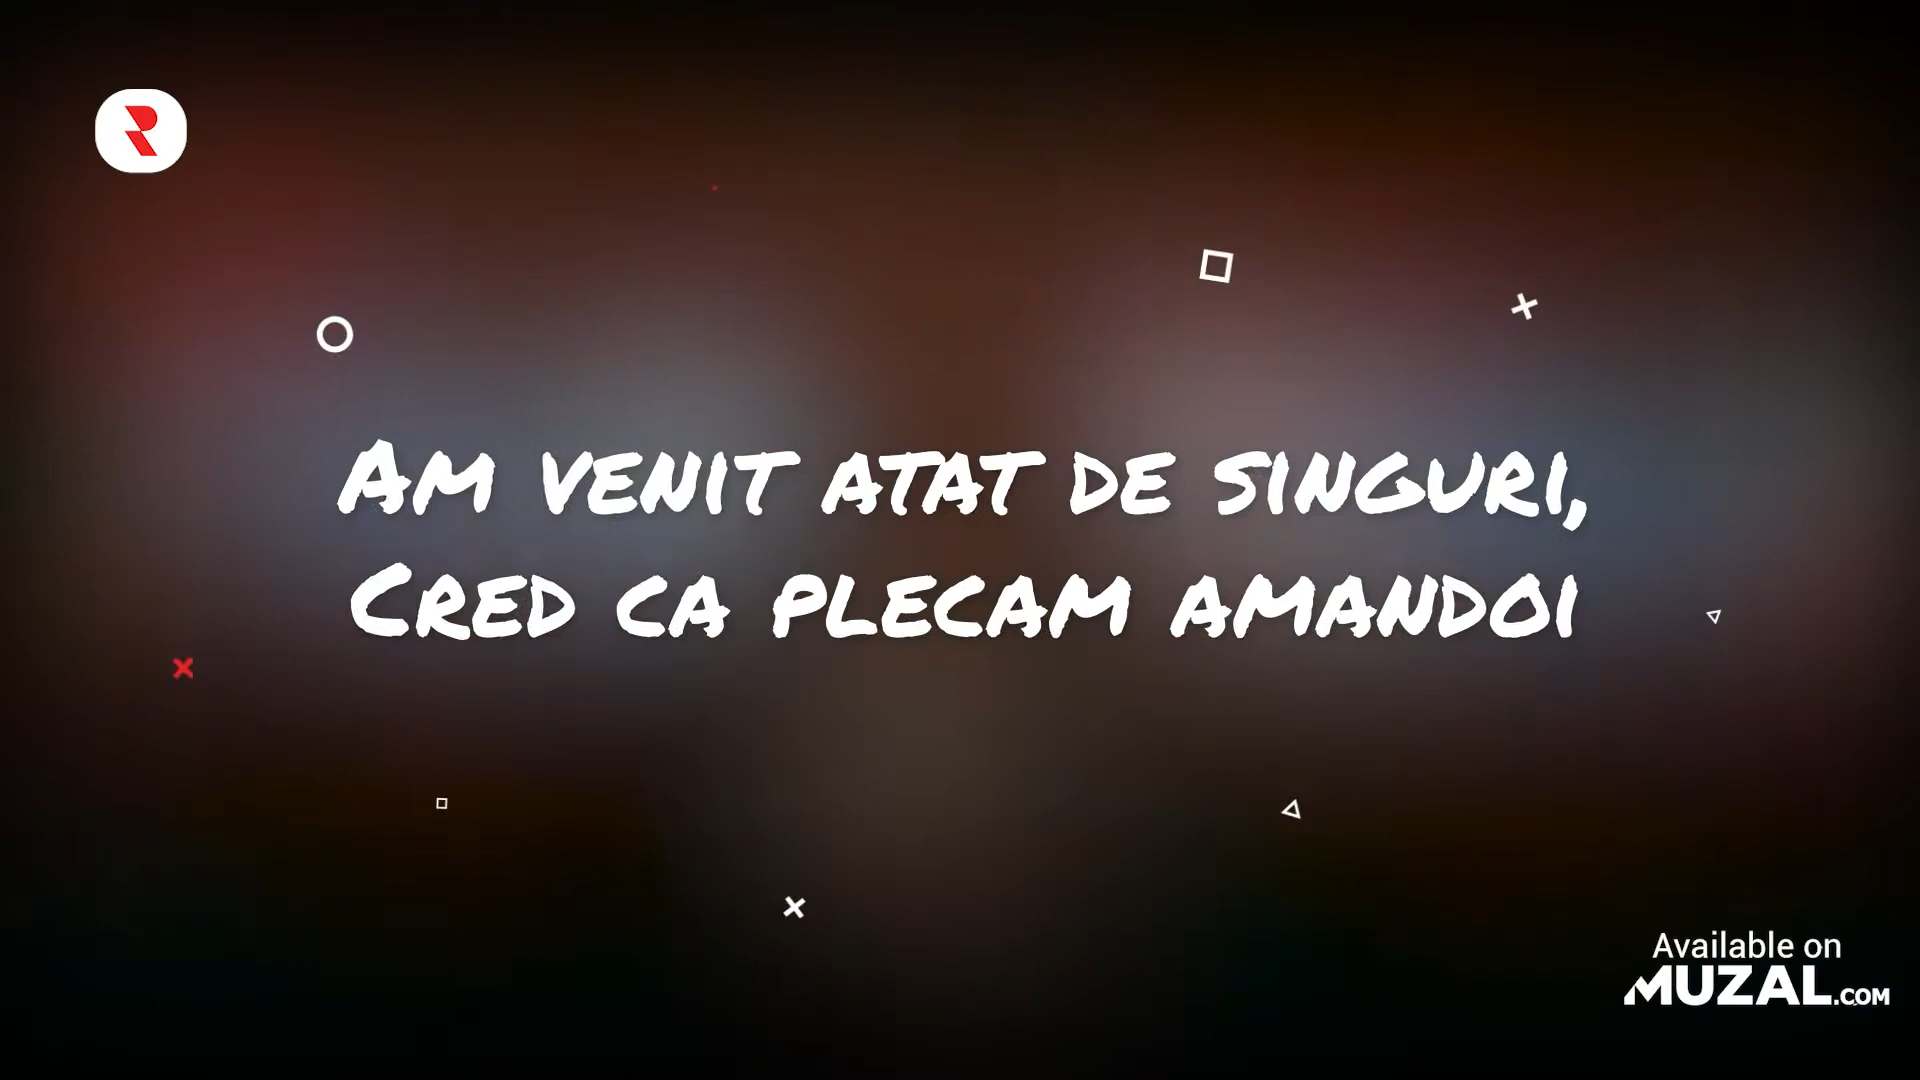 R
Am venit atat de singuri,
Cred ca plecam amandoi
Available on
MUZAL.COM